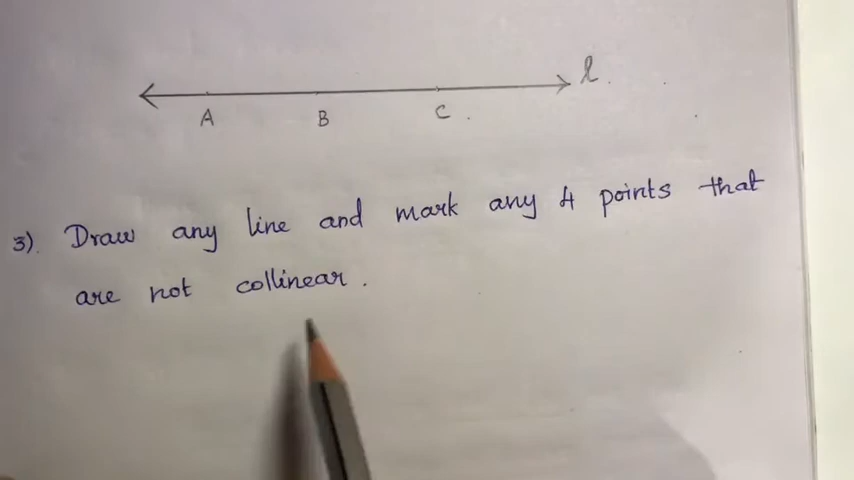 l.
A B C.
3). Draw any line and mark any 4 points that
are not collinear.